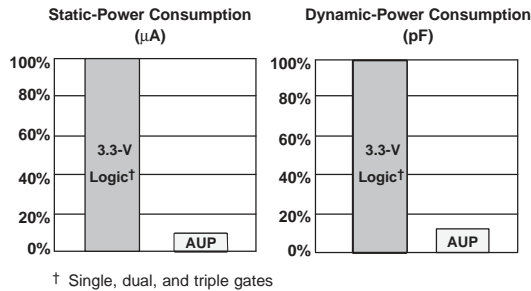 Static-Power Consumption
(μA)
100%
80%
60%
40%
20%
0%
3.3-V
Logic†
AUP
Dynamic-Power Consumption
(pF)
100%
80%
60%
40%
20%
0%
3.3-V
Logic†
AUP
† Single, dual, and triple gates